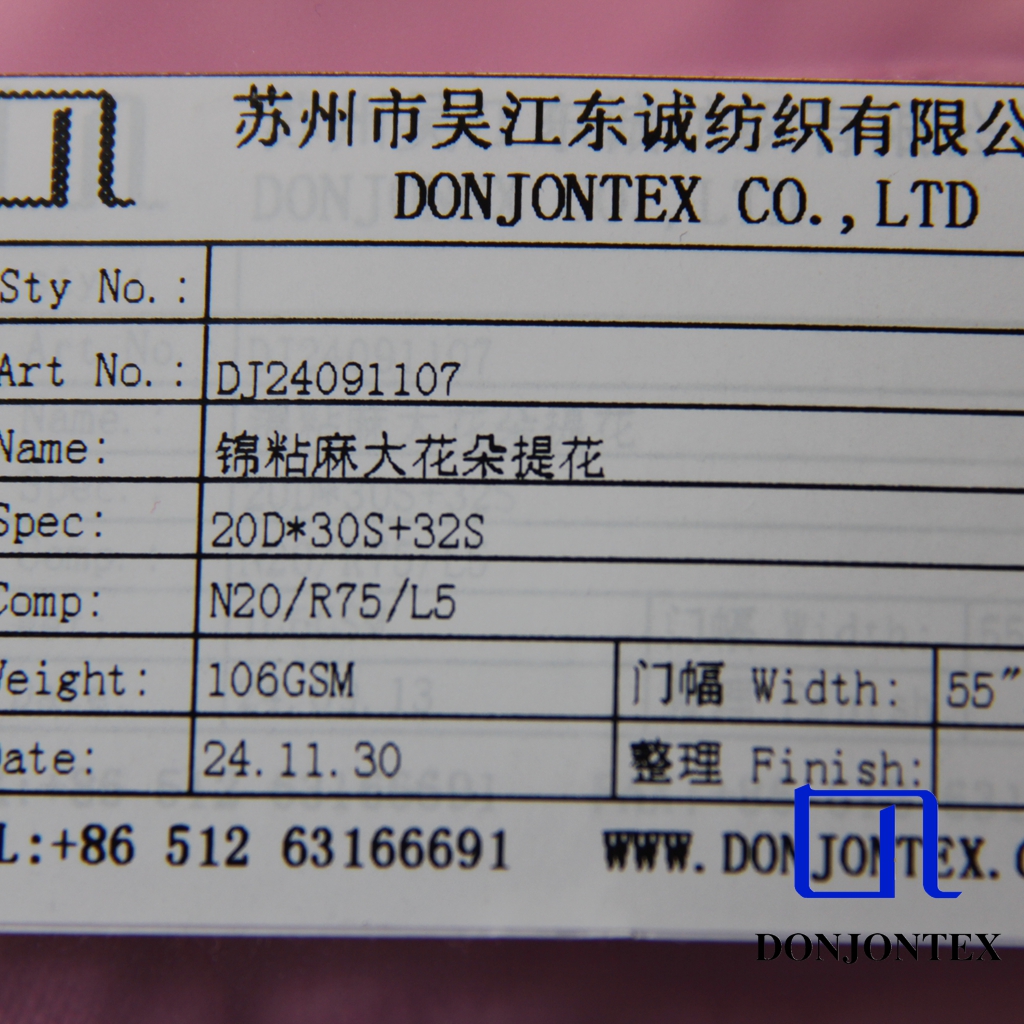 苏州市吴江东诚纺织有限公
DONJONTEX CO.,LTD
Sty No.:
Art No.: DJ24091107
Name: 锦粘麻大花朵提花
Spec: 20D*30S+32S
Comp: N20/R75/L5
Weight: 106GSM 门幅 Width: 55"
Date: 24.11.30 整理 Finish:
L:+86 512 63166691 WWW.DONJONTEX.C
DONJONTEX